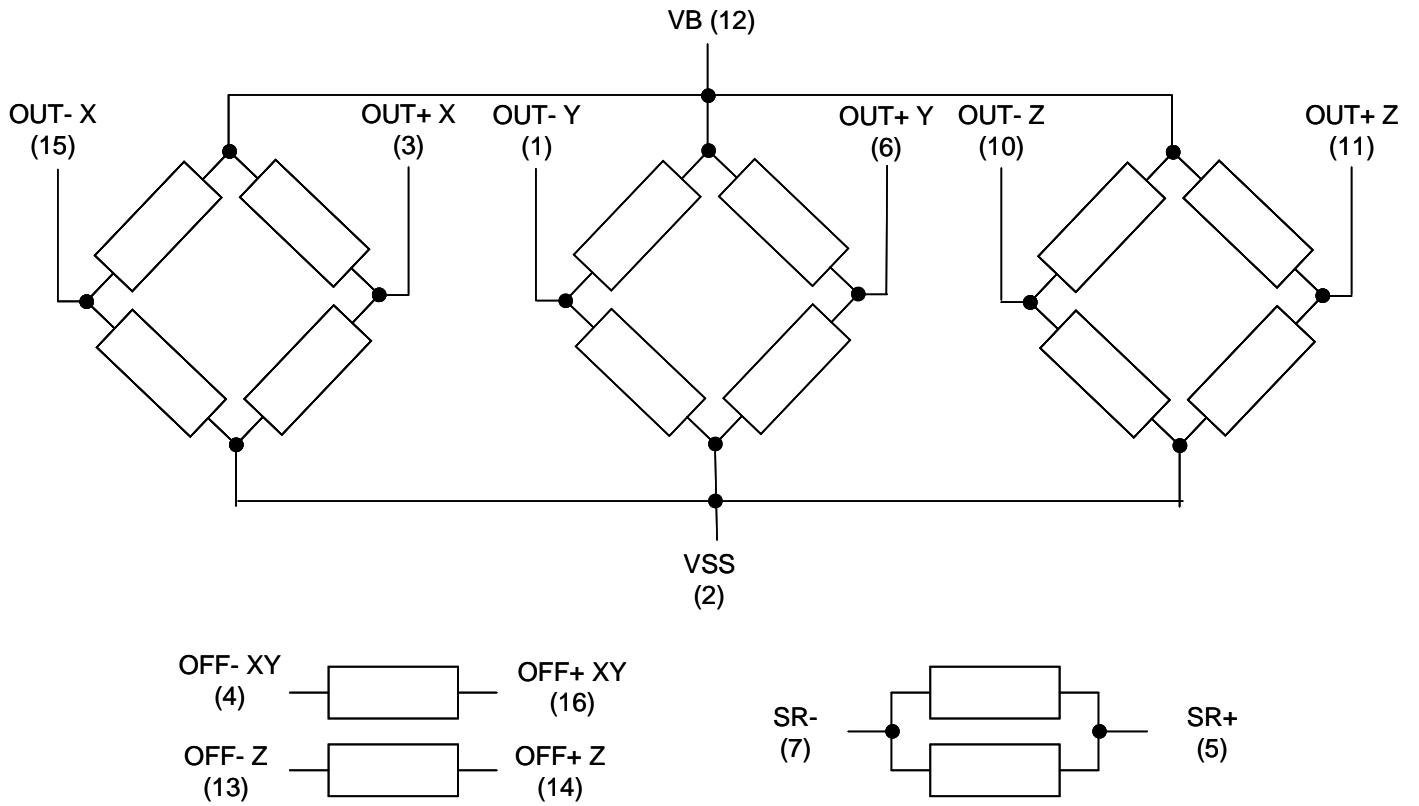 VB (12)
OUT- X
(15)
OUT+ X
(3)
OUT- Y
(1)
OUT+ Y
(6)
OUT- Z
(10)
OUT+ Z
(11)
VSS
(2)
OFF- XY
(4)
OFF+ XY
(16)
OFF- Z
(13)
OFF+ Z
(14)
SR-
(7)
SR+
(5)